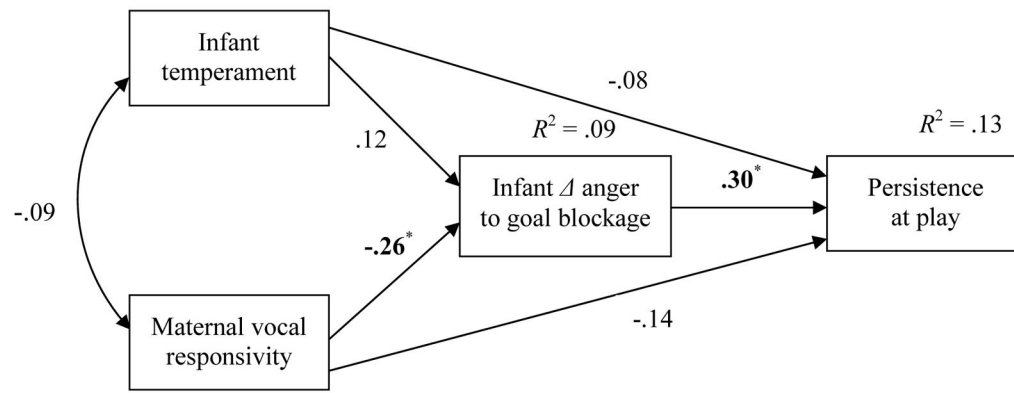 Infant
temperament
-.08
R² = .09
R² = .13
.12
Infant Δ anger
to goal blockage
.30*
Persistence
at play
-.09
-.26*
Maternal vocal
responsivity
-.14